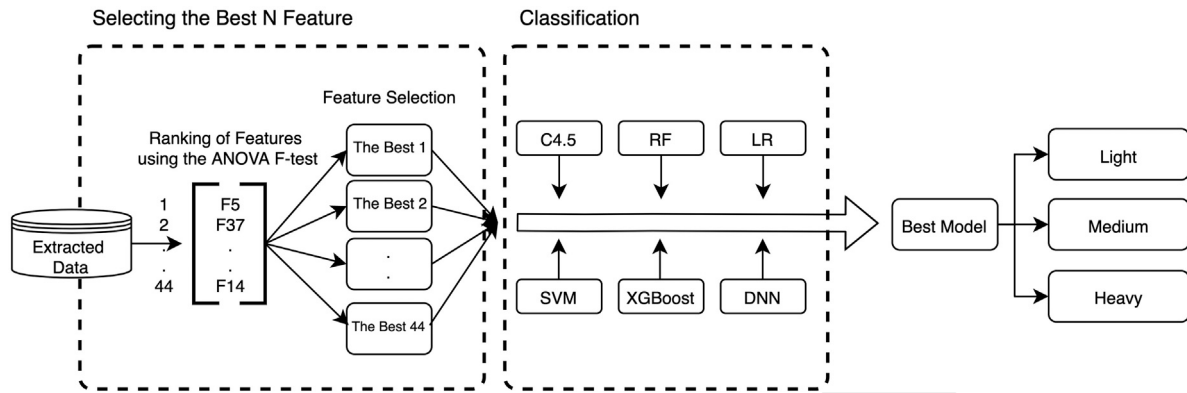 Selecting the Best N Feature
Classification
Feature Selection
Ranking of Features
using the ANOVA F-test
Extracted
Data
1
2
.
.
44
F5
F37
.
.
F14
The Best 1
The Best 2
.
.
The Best 44
C4.5
RF
LR
SVM
XGBoost
DNN
Best Model
Light
Medium
Heavy